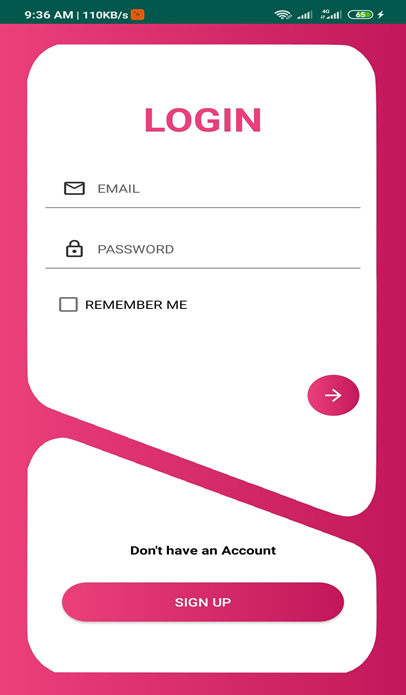 9:36 AM | 110KB/s
4G
65
LOGIN
EMAIL
PASSWORD
REMEMBER ME
Don't have an Account
SIGN UP